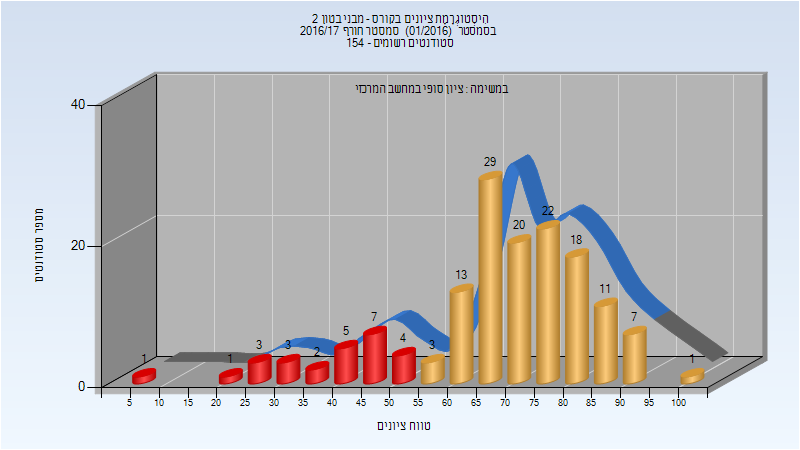 היסטוגרמת ציונים בקורס - מבני בטון 2
בסמסטר (01/2016) סמסטר חורף 2016/17
סטודנטים רשומים - 154
במשימה : ציון סופי במחשב המרכזי
מספר סטודנטים
40
20
0
1 1 3 3 2 5 7 4 3 13 29 20 22 18 11 7 1
5 10 15 20 25 30 35 40 45 50 55 60 65 70 75 80 85 90 95 100
טווח ציונים